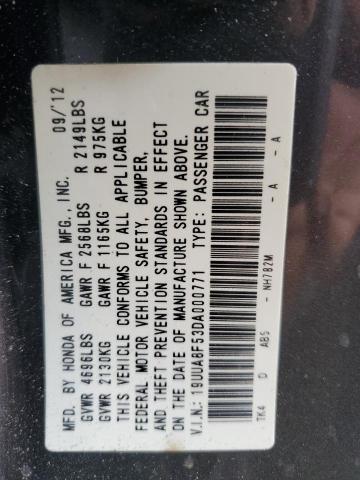 MFD. BY HONDA OF AMERICA MFG., INC. 09/'12
GVWR 4696LBS GAWR F 2568LBS R 2149LBS
GVWR 2130KG GAWR F 1165KG R 975KG
THIS VEHICLE CONFORMS TO ALL APPLICABLE
FEDERAL MOTOR VEHICLE SAFETY, BUMPER,
AND THEFT PREVENTION STANDARDS IN EFFECT
ON THE DATE OF MANUFACTURE SHOWN ABOVE.
V.I.N.: 19UUA8F53DA000771 TYPE: PASSENGER CAR
TK4 D ABS NH782M - A - A